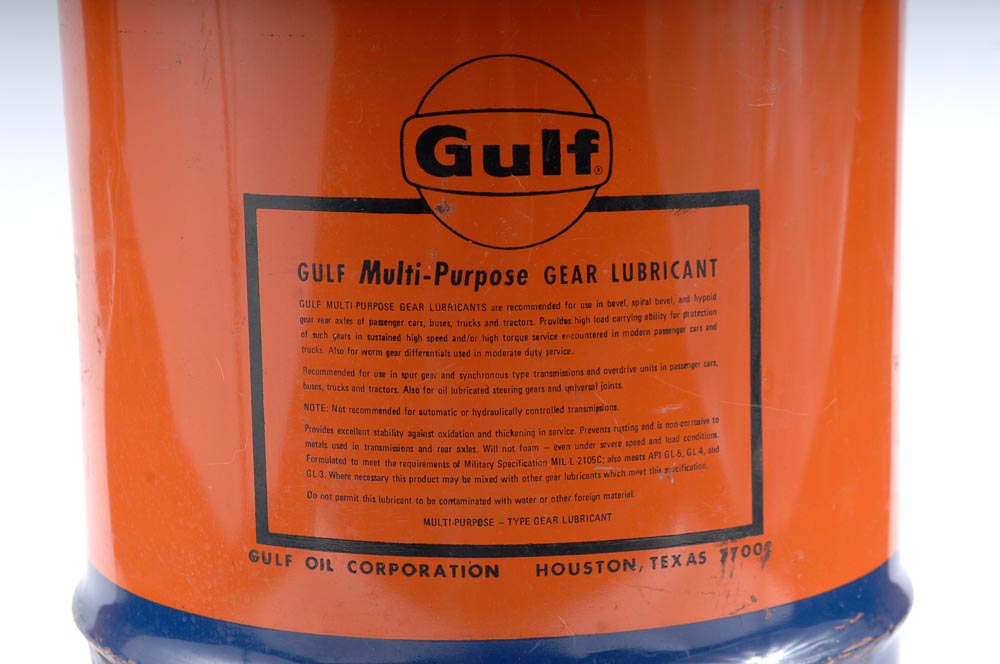 Gulf®
GULF Multi-Purpose GEAR LUBRICANT
GULF MULTI-PURPOSE GEAR LUBRICANTS are recommended for use in bevel, spiral bevel, and hypoid
gear rear axles of passenger cars, buses, trucks and tractors. Provides high load carrying ability for protection
of such gears in sustained high speed and/or high torque service encountered in modern passenger cars and
trucks. Also for worm gear differentials used in moderate duty service.
Recommended for use in spur gear and synchronous type transmissions and overdrive units in passenger cars,
buses, trucks and tractors. Also for oil lubricated steering gears and universal joints.
NOTE: Not recommended for automatic or hydraulically controlled transmissions.
Provides excellent stability against oxidation and thickening in service. Prevents rusting and is non-corrosive to
metals used in transmissions and rear axles. Will not foam – even under severe speed and load conditions.
Formulated to meet the requirements of Military Specification MIL-L-2105C; also meets API GL-5, GL-4, and
GL-3. Where necessary this product may be mixed with other gear lubricants which meet this specification.
Do not permit this lubricant to be contaminated with water or other foreign material.
MULTI-PURPOSE – TYPE GEAR LUBRICANT
GULF OIL CORPORATION HOUSTON, TEXAS